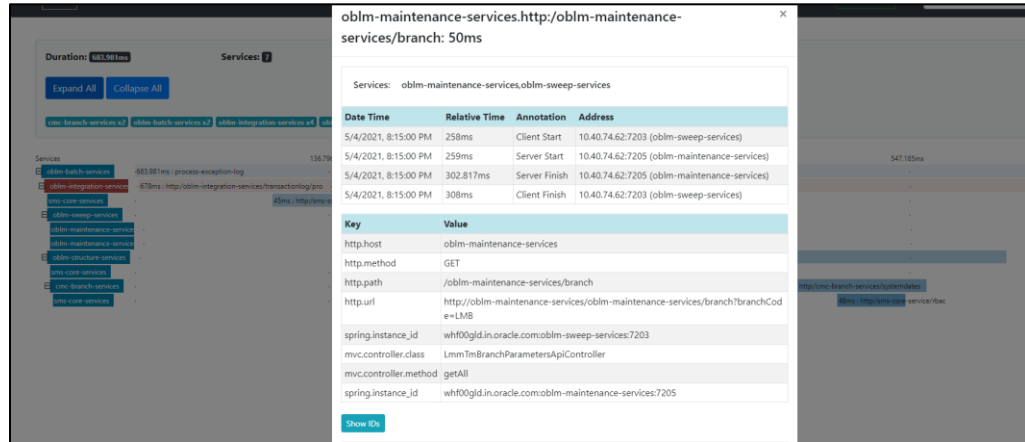 oblm-maintenance-services.http:/oblm-maintenance-
services/branch: 50ms
×
Duration: 683.981ms Services: 7
Expand All Collapse All
cmc-branch-services x2 oblm-batch-services x2 oblm-integration-services x4
Services: oblm-maintenance-services,oblm-sweep-services
Date Time Relative Time Annotation Address
5/4/2021, 8:15:00 PM 258ms Client Start 10.40.74.62:7203 (oblm-sweep-services)
5/4/2021, 8:15:00 PM 259ms Server Start 10.40.74.62:7205 (oblm-maintenance-services)
5/4/2021, 8:15:00 PM 302.817ms Server Finish 10.40.74.62:7205 (oblm-maintenance-services)
5/4/2021, 8:15:00 PM 308ms Client Finish 10.40.74.62:7203 (oblm-sweep-services)
Key Value
http.host oblm-maintenance-services
http.method GET
http.path /oblm-maintenance-services/branch
http.url http://oblm-maintenance-services/oblm-maintenance-services/branch?branchCod
e=LMB
spring.instance_id whf00gld.in.oracle.com:oblm-sweep-services:7203
mvc.controller.class LmmTmBranchParametersApiController
mvc.controller.method getAll
spring.instance_id whf00gld.in.oracle.com:oblm-maintenance-services:7205
Show IDs
Services 547.185ms
oblm-batch-services 683.981ms : process-exception-log
oblm-integration-services 678ms : http:/oblm-integration-services/transactionlog/pro
sms-core-services
oblm-sweep-services
oblm-maintenance-service
oblm-maintenance-service
oblm-structure-services
sms-core-services
cmc-branch-services http:/cmc-branch-services/systemdates
sms-core-services 48ms : http:/sms-core-service/rbac